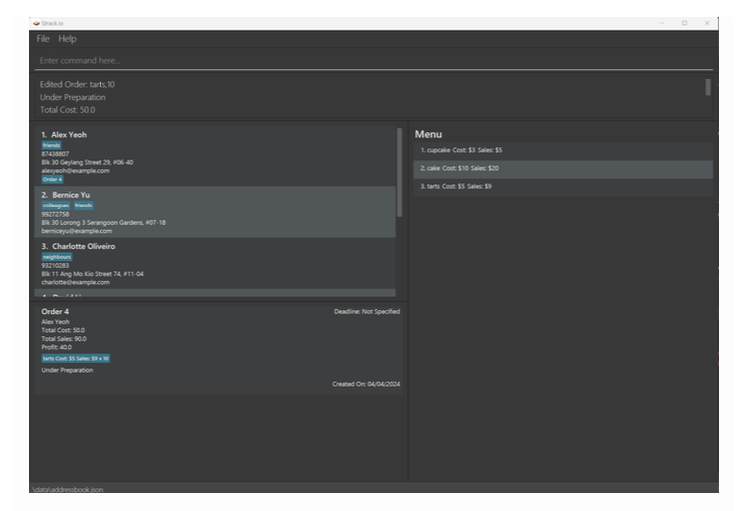 Strack.io
File Help
Enter command here...
Edited Order: tarts,10
Under Preparation
Total Cost: 50.0
1. Alex Yeoh
friends
87438807
Blk 30 Geylang Street 29, #06-40
alexyeoh@example.com
Order 4
2. Bernice Yu
colleagues friends
99272758
Blk 30 Lorong 3 Serangoon Gardens, #07-18
berniceyu@example.com
3. Charlotte Oliveiro
neighbours
93210283
Blk 11 Ang Mo Kio Street 74, #11-04
charlotte@example.com
Order 4
Deadline: Not Specified
Alex Yeoh
Total Cost: 50.0
Total Sales: 90.0
Profit: 40.0
tarts Cost: $5 Sales: $9 x 10
Under Preparation
Created On: 04/04/2024
Menu
1. cupcake Cost: $3 Sales: $5
2. cake Cost: $10 Sales: $20
3. tarts Cost: $5 Sales: $9
\data\addressbook.json